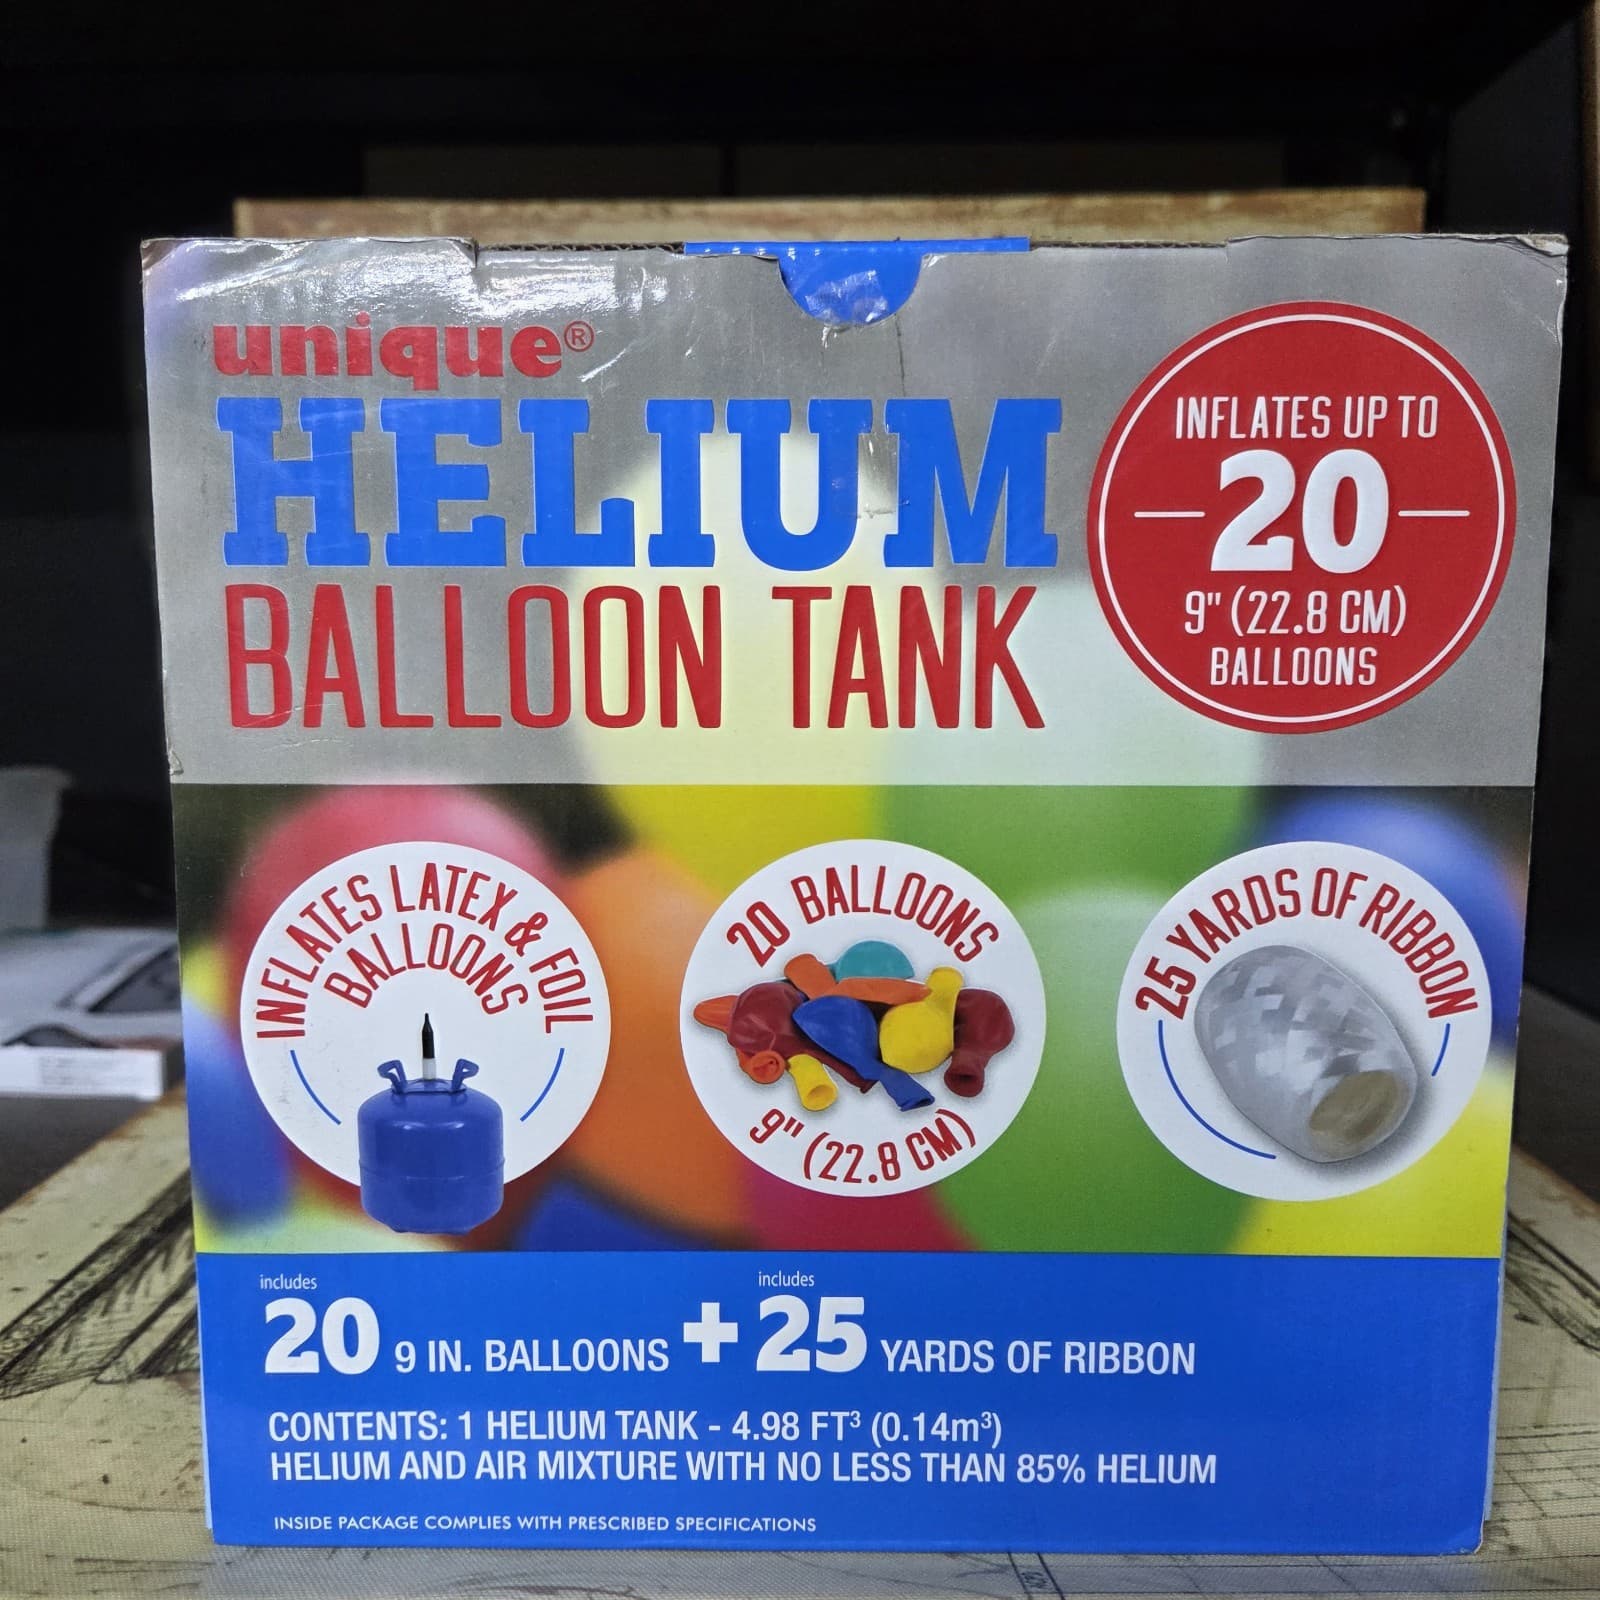 unique®
HELIUM
BALLOON TANK
INFLATES UP TO
20
9" (22.8 CM)
BALLOONS
INFLATES LATEX & FOIL
BALLOONS
20 BALLOONS
9" (22.8 CM)
25 YARDS OF RIBBON
includes
20 9 IN. BALLOONS +
includes
25 YARDS OF RIBBON
CONTENTS: 1 HELIUM TANK - 4.98 FT³ (0.14m³)
HELIUM AND AIR MIXTURE WITH NO LESS THAN 85% HELIUM
INSIDE PACKAGE COMPLIES WITH PRESCRIBED SPECIFICATIONS